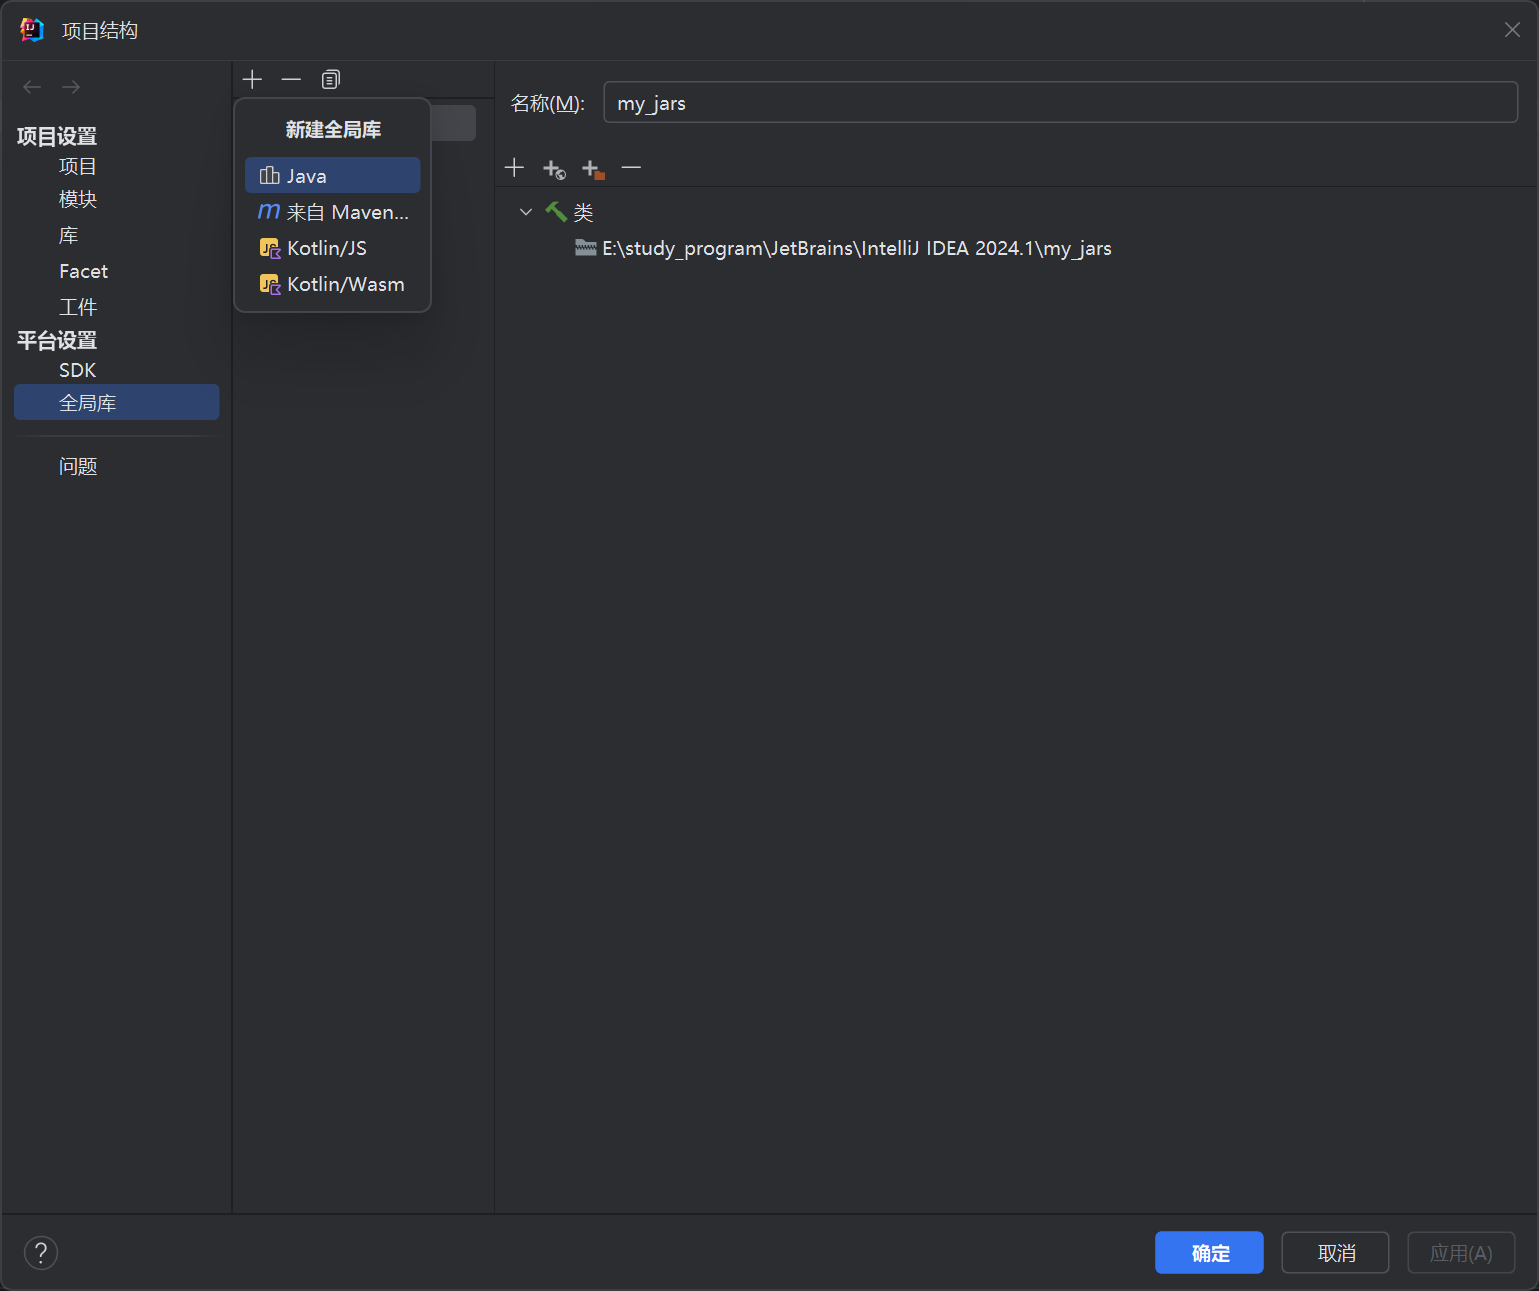 项目结构
项目设置
项目
模块
库
Facet
工件
平台设置
SDK
全局库
问题
新建全局库
Java
来自 Maven...
Kotlin/JS
Kotlin/Wasm
名称(M):
my_jars
类
E:\study_program\JetBrains\IntelliJ IDEA 2024.1\my_jars
?
确定
取消
应用(A)